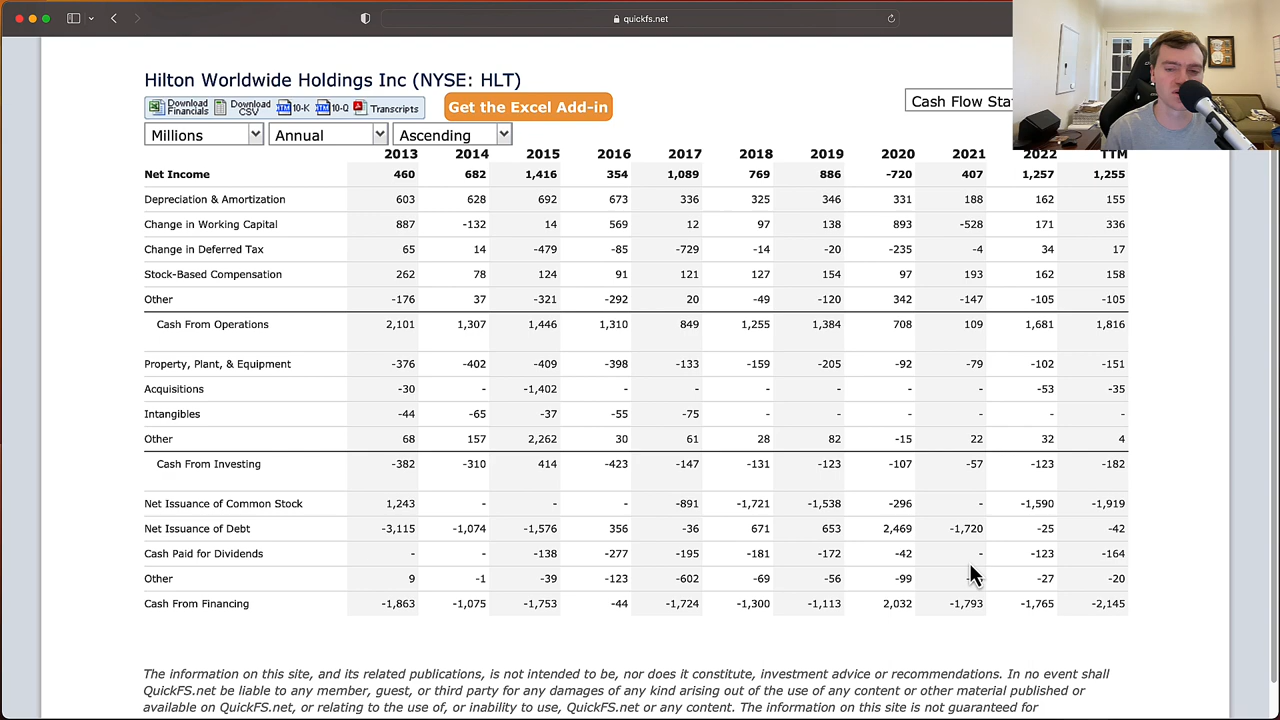 quickfs.net
Hilton Worldwide Holdings Inc (NYSE: HLT)
Download Financials Download CSV 10-K 10-Q Transcripts Get the Excel Add-in Cash Flow Sta
Millions Annual Ascending
2013 2014 2015 2016 2017 2018 2019 2020 2021 2022 TTM
Net Income 460 682 1,416 354 1,089 769 886 -720 407 1,257 1,255
Depreciation & Amortization 603 628 692 673 336 325 346 331 188 162 155
Change in Working Capital 887 -132 14 569 12 97 138 893 -528 171 336
Change in Deferred Tax 65 14 -479 -85 -729 -14 -20 -235 -4 34 17
Stock-Based Compensation 262 78 124 91 121 127 154 97 193 162 158
Other -176 37 -321 -292 20 -49 -120 342 -147 -105 -105
Cash From Operations 2,101 1,307 1,446 1,310 849 1,255 1,384 708 109 1,681 1,816
Property, Plant, & Equipment -376 -402 -409 -398 -133 -159 -205 -92 -79 -102 -151
Acquisitions -30 - -1,402 - - - - - - -53 -35
Intangibles -44 -65 -37 -55 -75 - - - - - -
Other 68 157 2,262 30 61 28 82 -15 22 32 4
Cash From Investing -382 -310 414 -423 -147 -131 -123 -107 -57 -123 -182
Net Issuance of Common Stock 1,243 - - - -891 -1,721 -1,538 -296 - -1,590 -1,919
Net Issuance of Debt -3,115 -1,074 -1,576 356 -36 671 653 2,469 -1,720 -25 -42
Cash Paid for Dividends - - -138 -277 -195 -181 -172 -42 - -123 -164
Other 9 -1 -39 -123 -602 -69 -56 -99 -27 -20
Cash From Financing -1,863 -1,075 -1,753 -44 -1,724 -1,300 -1,113 2,032 -1,793 -1,765 -2,145
The information on this site, and its related publications, is not intended to be, nor does it constitute, investment advice or recommendations. In no event shall
QuickFS.net be liable to any member, guest, or third party for any damages of any kind arising out of the use of any content or other material published or
available on QuickFS.net, or relating to the use of, or inability to use, QuickFS.net or any content. The information on this site is not guaranteed for